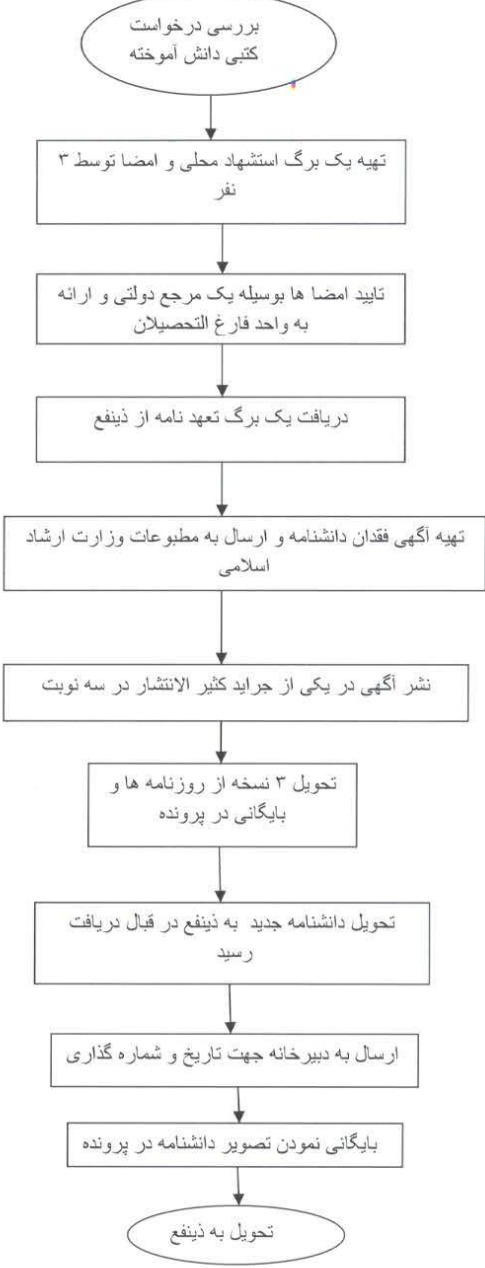 بررسی درخواست
کتبی دانش آموخته
تهیه یک برگ استشهاد محلی و امضا توسط ۳
نفر
تایید امضا ها بوسیله یک مرجع دولتی و ارائه
به واحد فارغ التحصیلان
دریافت یک برگ تعهد نامه از ذینفع
تهیه آگهی فقدان دانشنامه و ارسال به مطبوعات وزارت ارشاد
اسلامی
نشر آگهی در یکی از جراید کثیر الانتشار در سه نوبت
تحویل ۳ نسخه از روزنامه ها و
بایگانی در پرونده
تحویل دانشنامه جدید به ذینفع در قبال دریافت
رسید
ارسال به دبیرخانه جهت تاریخ و شماره گذاری
بایگانی نمودن تصویر دانشنامه در پرونده
تحویل به ذینفع